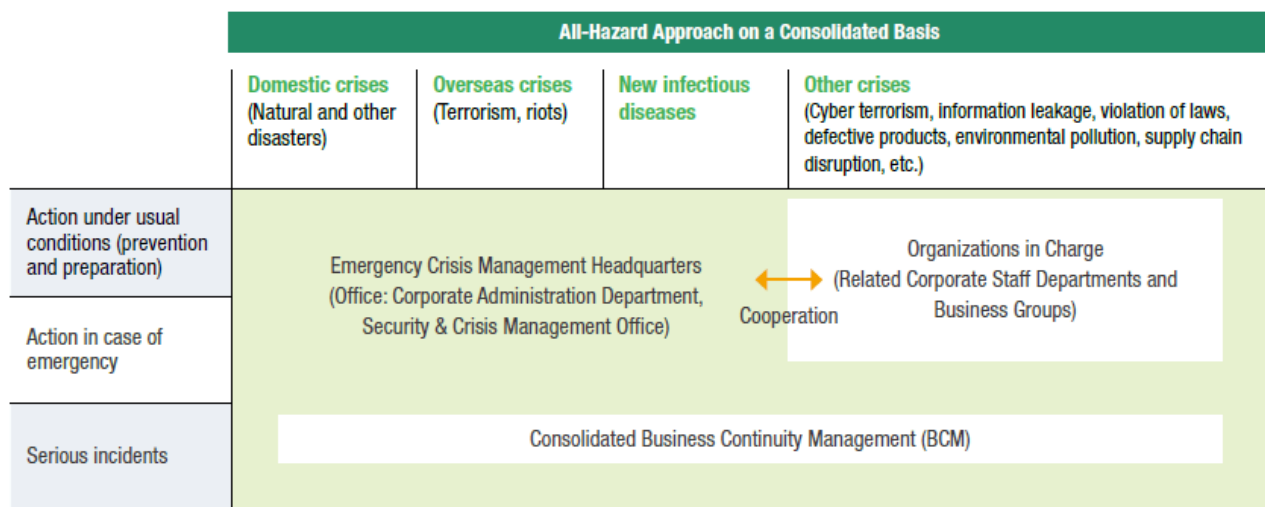 All-Hazard Approach on a Consolidated Basis
Domestic crises
(Natural and other
disasters)
Overseas crises
(Terrorism, riots)
New infectious
diseases
Other crises
(Cyber terrorism, information leakage, violation of laws,
defective products, environmental pollution, supply chain
disruption, etc.)
Action under usual
conditions (prevention
and preparation)
Emergency Crisis Management Headquarters
(Office: Corporate Administration Department,
Security & Crisis Management Office)
Cooperation
Organizations in Charge
(Related Corporate Staff Departments and
Business Groups)
Action in case of
emergency
Serious incidents
Consolidated Business Continuity Management (BCM)